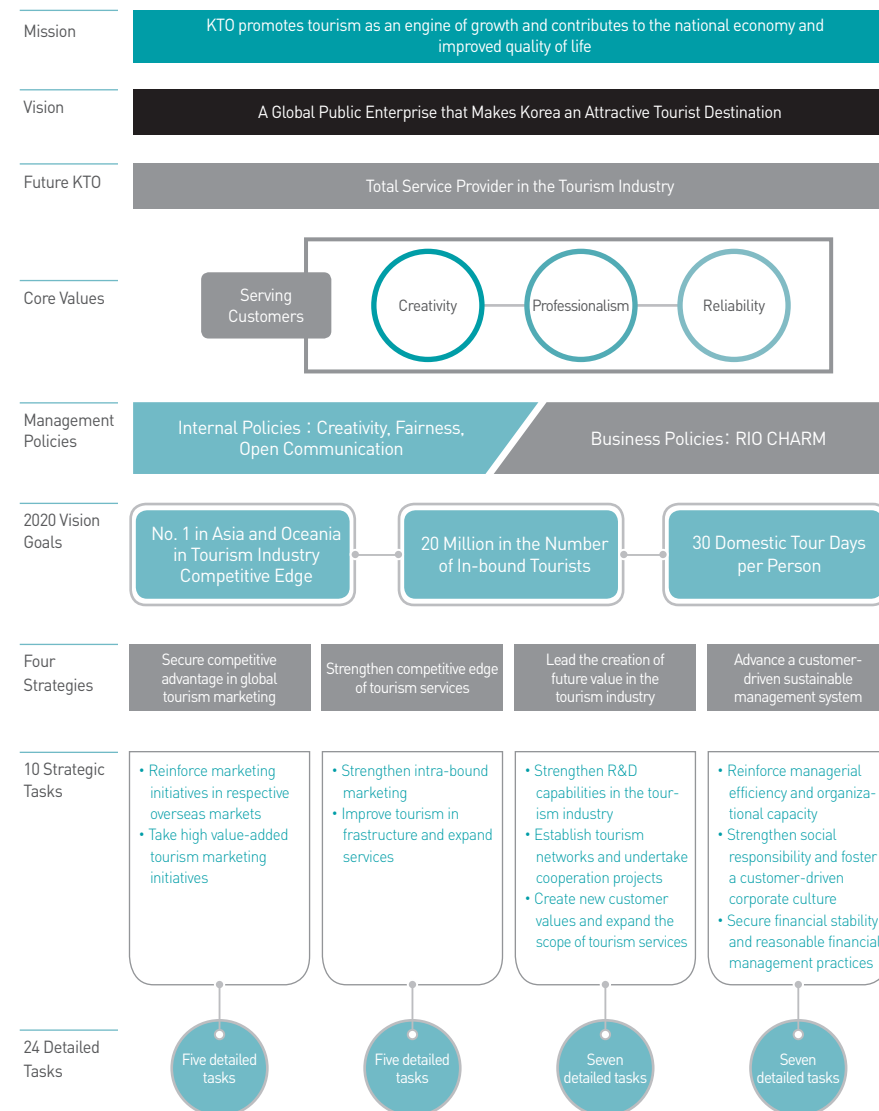 Mission
KTO promotes tourism as an engine of growth and contributes to the national economy and
improved quality of life
Vision
A Global Public Enterprise that Makes Korea an Attractive Tourist Destination
Future KTO
Total Service Provider in the Tourism Industry
Core Values
Serving
Customers
Creativity
Professionalism
Reliability
Management
Policies
Internal Policies : Creativity, Fairness,
Open Communication
Business Policies: RIO CHARM
2020 Vision
Goals
No. 1 in Asia and Oceania
in Tourism Industry
Competitive Edge
20 Million in the Number
of In-bound Tourists
30 Domestic Tour Days
per Person
Four
Strategies
Secure competitive
advantage in global
tourism marketing
Strengthen competitive edge
of tourism services
Lead the creation of
future value in the
tourism industry
Advance a customer-
driven sustainable
management system
10 Strategic
Tasks
• Reinforce marketing
initiatives in respective
overseas markets
• Take high value-added
tourism marketing
initiatives
• Strengthen intra-bound
marketing
• Improve tourism in
frastructure and expand
services
• Strengthen R&D
capabilities in the tour-
ism industry
• Establish tourism
networks and undertake
cooperation projects
• Create new customer
values and expand the
scope of tourism services
• Reinforce managerial
efficiency and organiza-
tional capacity
• Strengthen social
responsibility and foster
a customer-driven
corporate culture
• Secure financial stability
and reasonable financial
management practices
24 Detailed
Tasks
Five detailed
tasks
Five detailed
tasks
Seven
detailed tasks
Seven
detailed tasks